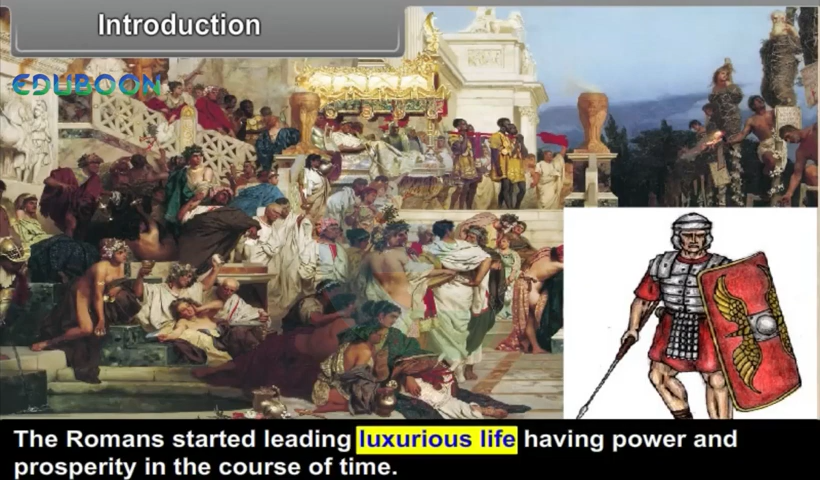 Introduction
EDUBOON
The Romans started leading luxurious life having power and
prosperity in the course of time.